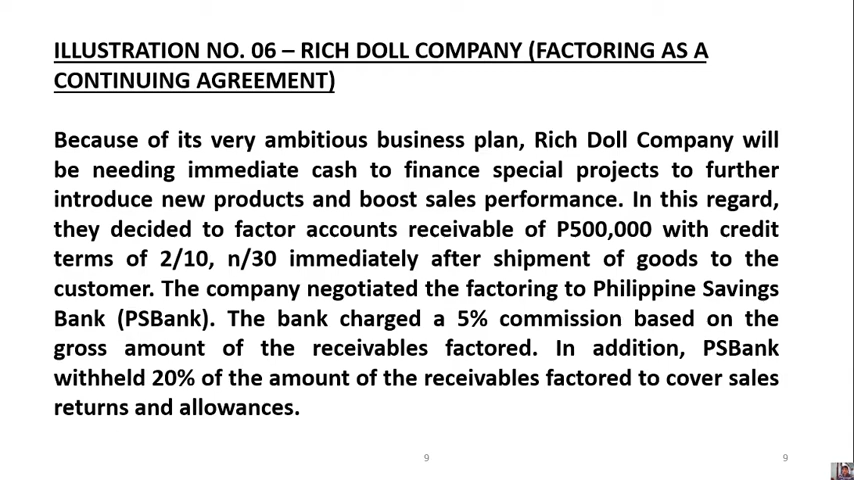 ILLUSTRATION NO. 06 – RICH DOLL COMPANY (FACTORING AS A
CONTINUING AGREEMENT)
Because of its very ambitious business plan, Rich Doll Company will
be needing immediate cash to finance special projects to further
introduce new products and boost sales performance. In this regard,
they decided to factor accounts receivable of P500,000 with credit
terms of 2/10, n/30 immediately after shipment of goods to the
customer. The company negotiated the factoring to Philippine Savings
Bank (PSBank). The bank charged a 5% commission based on the
gross amount of the receivables factored. In addition, PSBank
withheld 20% of the amount of the receivables factored to cover sales
returns and allowances.
9
9